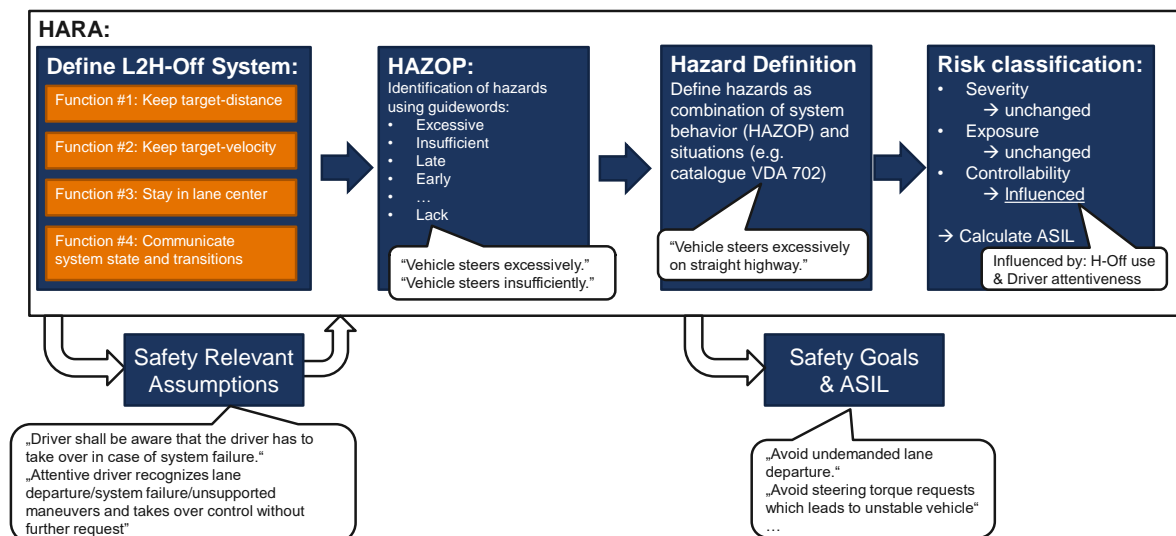 HARA:
Define L2H-Off System:
Function #1: Keep target-distance
Function #2: Keep target-velocity
Function #3: Stay in lane center
Function #4: Communicate
system state and transitions
HAZOP:
Identification of hazards
using guidewords:
• Excessive
• Insufficient
• Late
• Early
• …
• Lack
“Vehicle steers excessively.”
“Vehicle steers insufficiently.”
Hazard Definition
Define hazards as
combination of system
behavior (HAZOP) and
situations (e.g.
catalogue VDA 702)
“Vehicle steers excessively
on straight highway.”
Risk classification:
• Severity
→ unchanged
• Exposure
→ unchanged
• Controllability
→ Influenced
→ Calculate ASIL
Influenced by: H-Off use
& Driver attentiveness
Safety Relevant
Assumptions
„Driver shall be aware that the driver has to
take over in case of system failure.“
„Attentive driver recognizes lane
departure/system failure/unsupported
maneuvers and takes over control without
further request”
Safety Goals
& ASIL
„Avoid undemanded lane
departure.“
„Avoid steering torque requests
which leads to unstable vehicle“
…